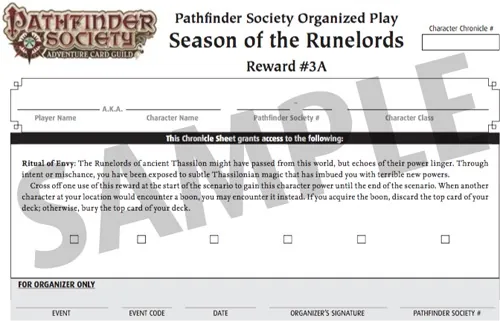 PATHFINDER
SOCIETY
ADVENTURE CARD GUILD
Pathfinder Society Organized Play
Season of the Runelords
Reward #3A
Character Chronicle #
A.K.A.
Player Name Character Name Pathfinder Society # Character Class
This Chronicle Sheet grants access to the following:
Ritual of Envy: The Runelords of ancient Thassilon might have passed from this world, but echoes of their power linger. Through
intent or mischance, you have been exposed to subtle Thassilonian magic that has imbued you with terrible new powers.
Cross off one use of this reward at the start of the scenario to gain this character power until the end of the scenario. When another
character at your location would encounter a boon, you may encounter it instead. If you acquire the boon, discard the top card of your
deck; otherwise, bury the top card of your deck.
SAMPLE
FOR ORGANIZER ONLY
EVENT EVENT CODE DATE ORGANIZER'S SIGNATURE PATHFINDER SOCIETY #